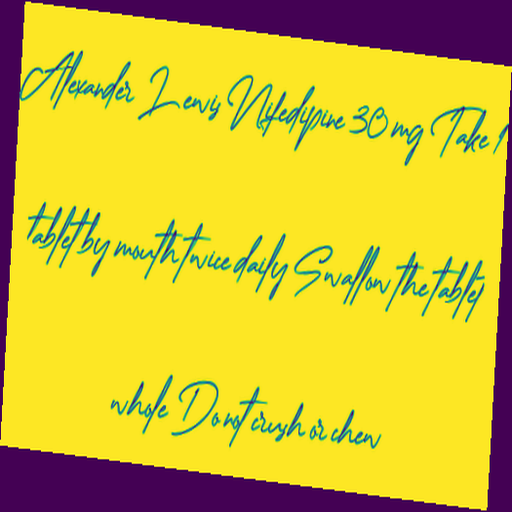 Alexander Lewis Nifedipine 30 mg Take 1
tablet by mouth twice daily Swallow the tablet
whole Do not crush or chew